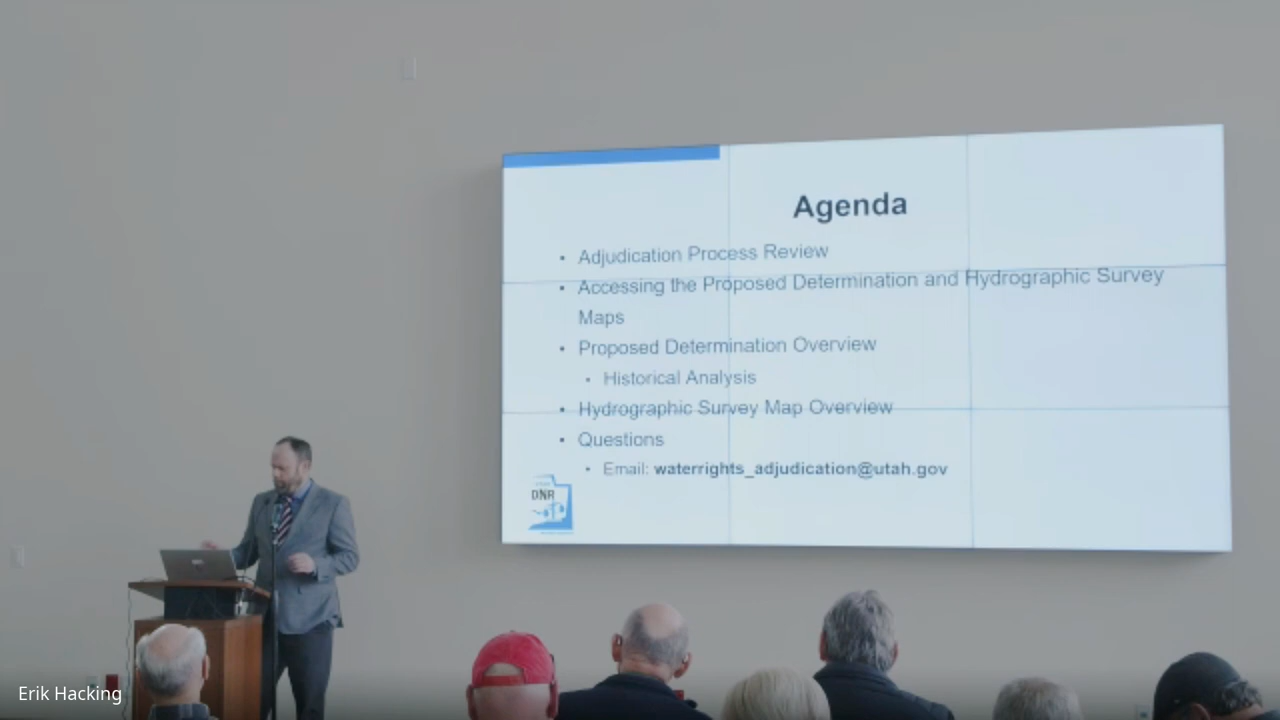 Agenda
• Adjudication Process Review
• Accessing the Proposed Determination and Hydrographic Survey
Maps
• Proposed Determination Overview
• Historical Analysis
• Hydrographic Survey Map Overview
• Questions
• Email: waterrights_adjudication@utah.gov
DNR
Erik Hacking